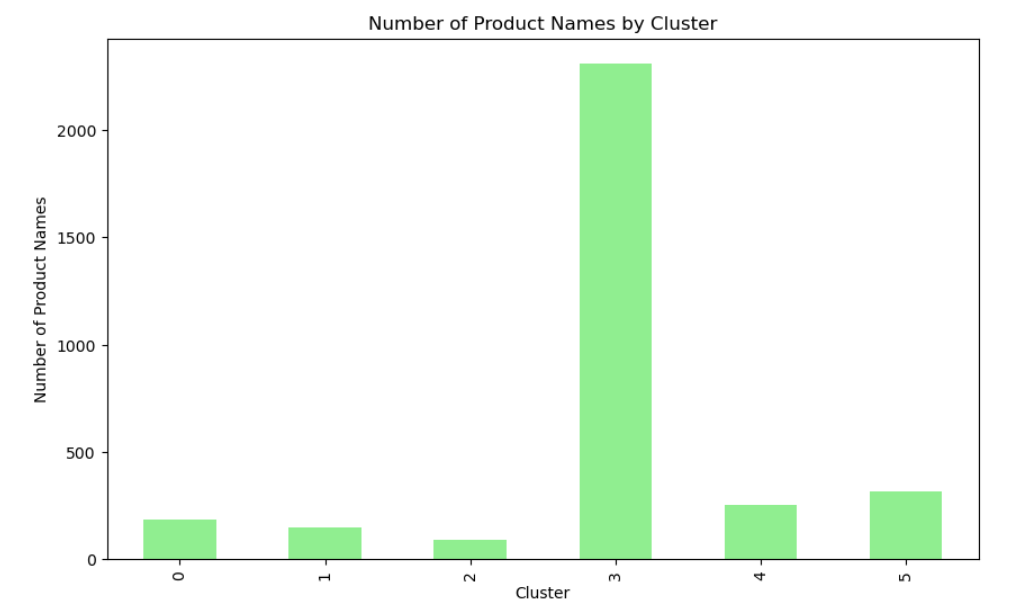 Number of Product Names by Cluster
Number of Product Names
2000
1500
1000
500
0
0 1 2 3 4 5
Cluster